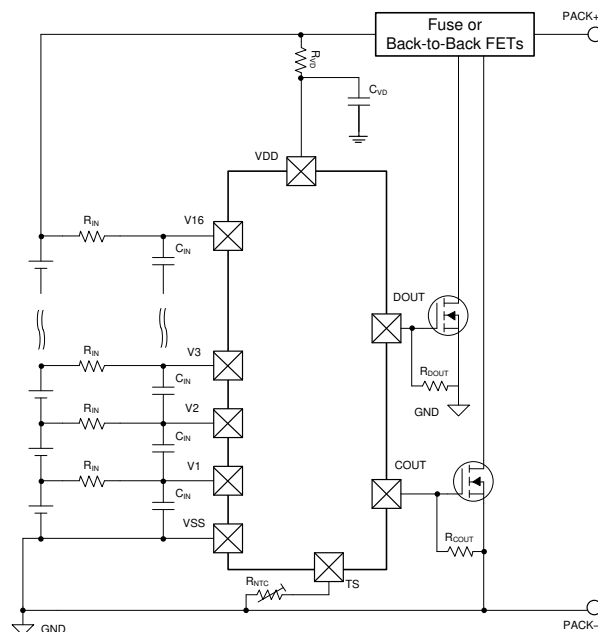 Fuse or
Back-to-Back FETs
PACK+
RVD
CVD
VDD
RIN
V16
CIN
DOUT
RDOUT
GND
RIN
V3
CIN
RIN
V2
CIN
RIN
V1
CIN
COUT
RCOUT
VSS
RNTC
TS
GND
PACK–